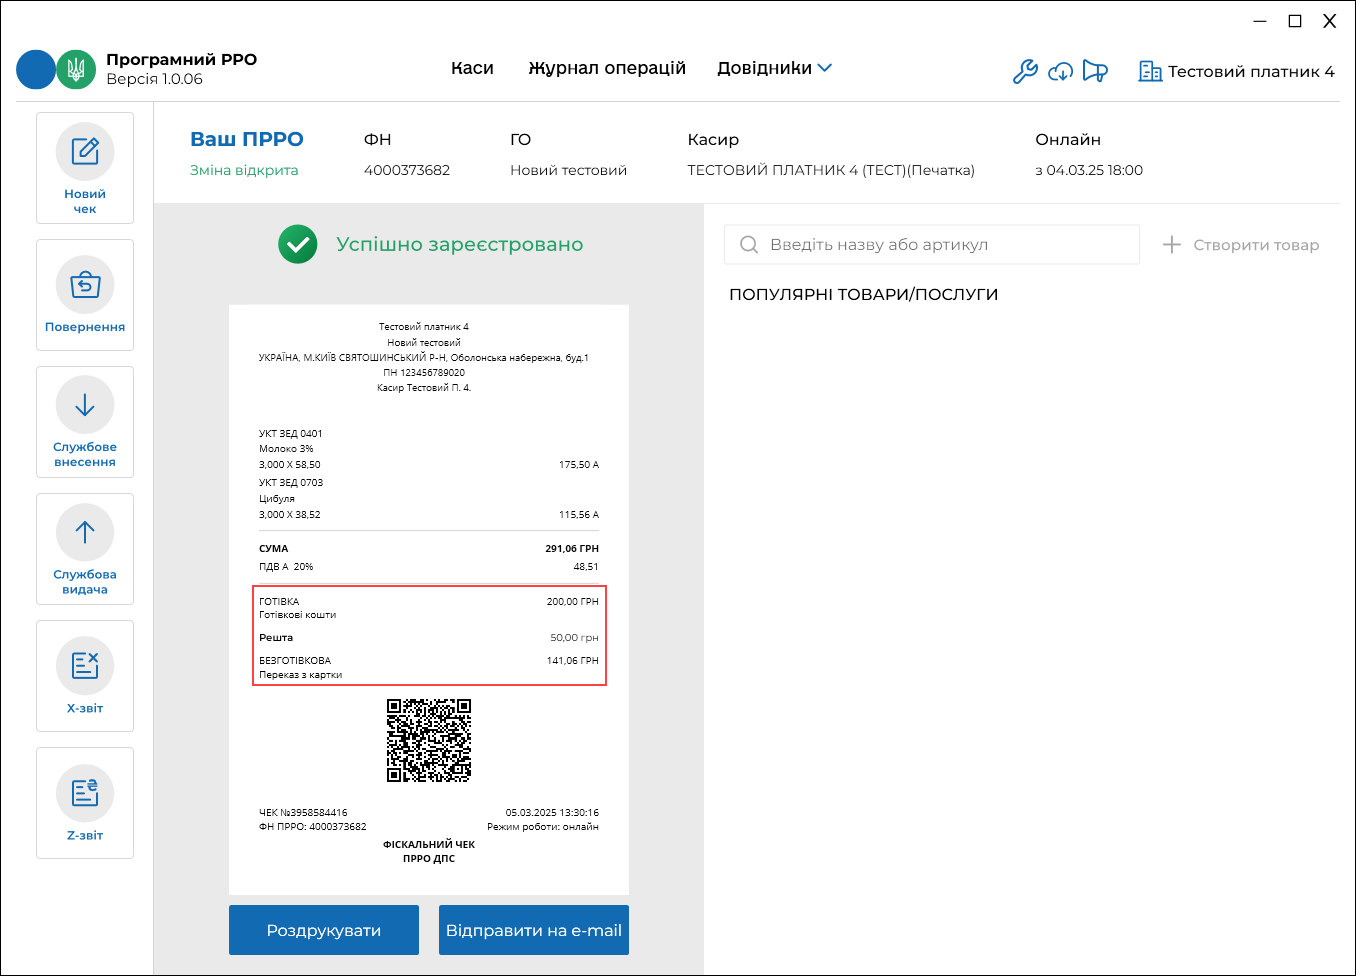 Програмний РРО
Версія 1.0.06
Каси
Журнал операцій
Довідники
Тестовий платник 4
Новий
чек
Повернення
Службове
внесення
Службова
видача
X-звіт
Z-звіт
Ваш ПРРО
Зміна відкрита
ФН
4000373682
ГО
Новий тестовий
Касир
ТЕСТОВИЙ ПЛАТНИК 4 (ТЕСТ)(Печатка)
Онлайн
з 04.03.25 18:00
Успішно зареєстровано
Тестовий платник 4
Новий тестовий
УКРАЇНА, М.КИЇВ СВЯТОШИНСЬКИЙ Р-Н, Оболонська набережна, буд.1
ПН 123456789020
Касир Тестовий П. 4.
УКТ ЗЕД 0401
Молоко 3%
3,000 X 58,50 175,50 А
УКТ ЗЕД 0703
Цибуля
3,000 X 38,52 115,56 А
СУМА 291,06 ГРН
ПДВ А 20% 48,51
ГОТІВКА 200,00 ГРН
Готівкові кошти
Решта 50,00 грн
БЕЗГОТІВКОВА 141,06 ГРН
Переказ з картки
ЧЕК №3958584416 05.03.2025 13:30:16
ФН ПРРО: 4000373682 Режим роботи: онлайн
ФІСКАЛЬНИЙ ЧЕК
ПРРО ДПС
Роздрукувати
Відправити на e-mail
Введіть назву або артикул
Створити товар
ПОПУЛЯРНІ ТОВАРИ/ПОСЛУГИ